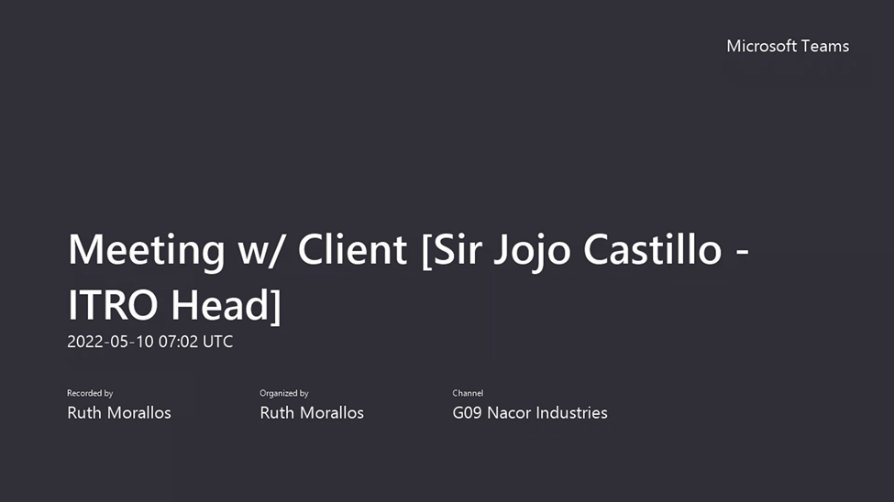 Microsoft Teams
Meeting w/ Client [Sir Jojo Castillo -
ITRO Head]
2022-05-10 07:02 UTC
Recorded by
Ruth Morallos
Organized by
Ruth Morallos
Channel
G09 Nacor Industries